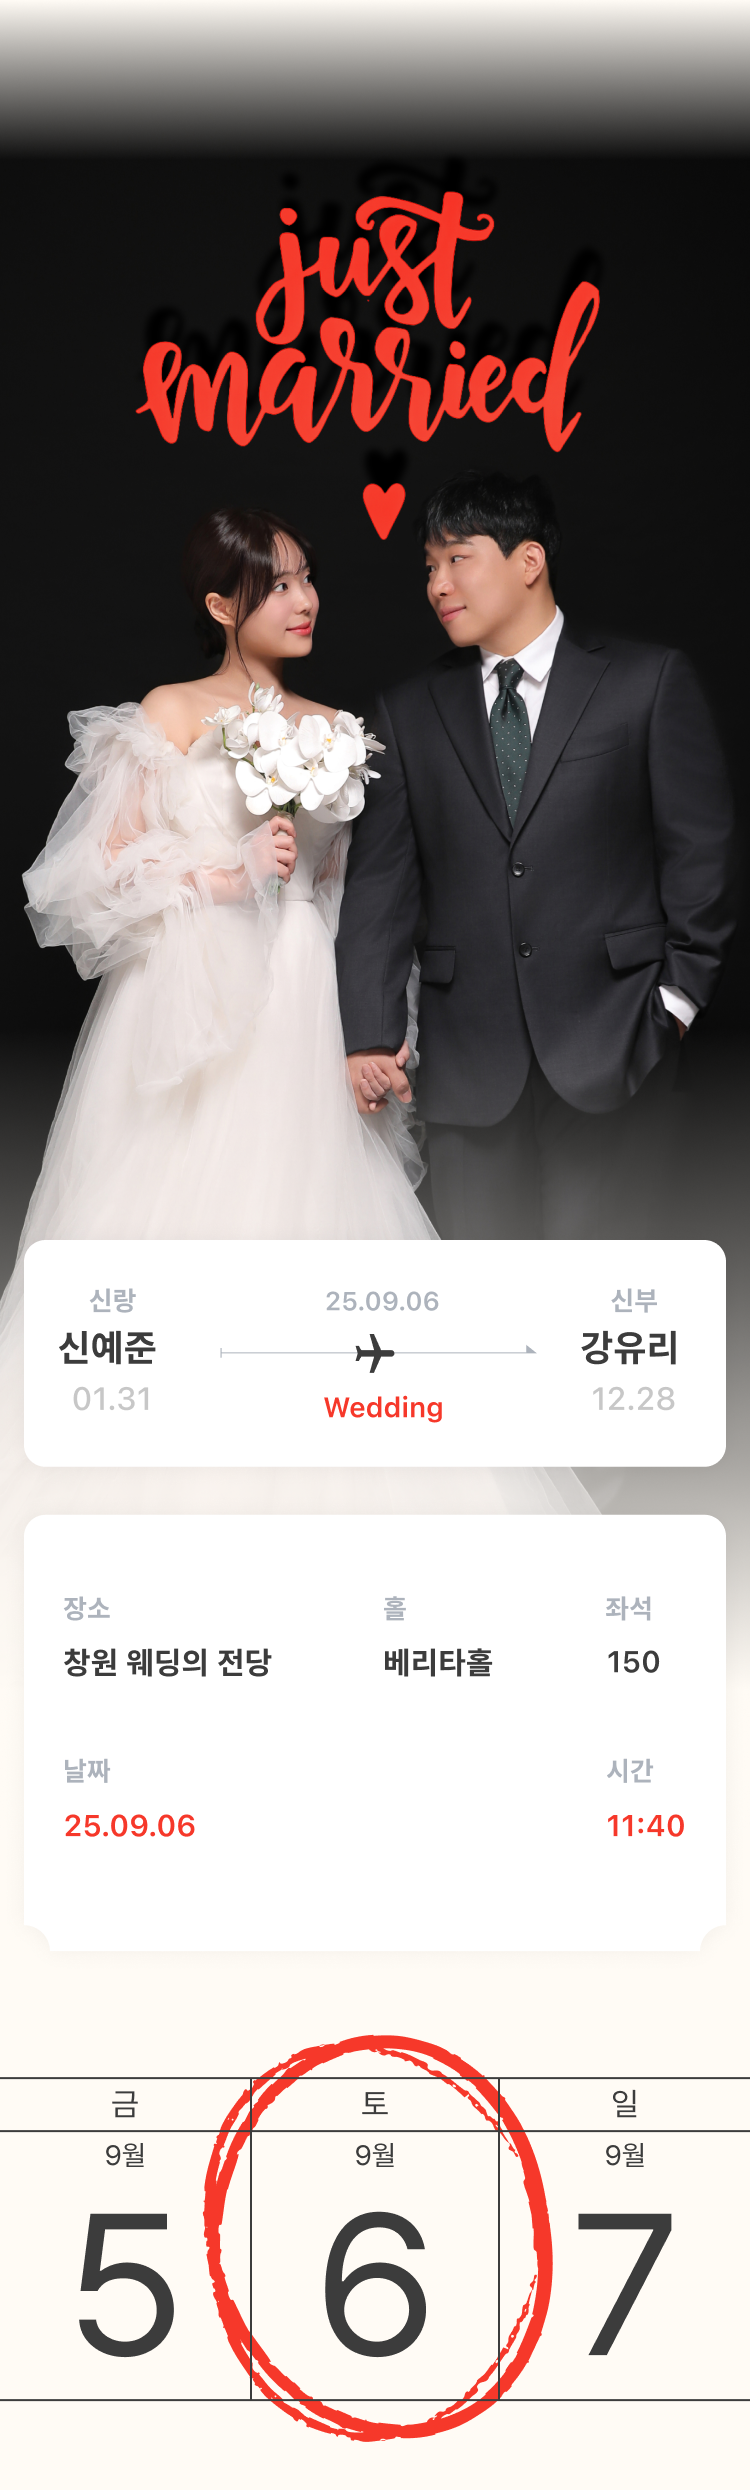 just
married
신랑
25.09.06
신부
신예준
강유리
01.31
Wedding
12.28
장소
홀
좌석
창원 웨딩의 전당
베리타홀
150
날짜
시간
25.09.06
11:40
금
토
일
9월
9월
9월
5
6
7